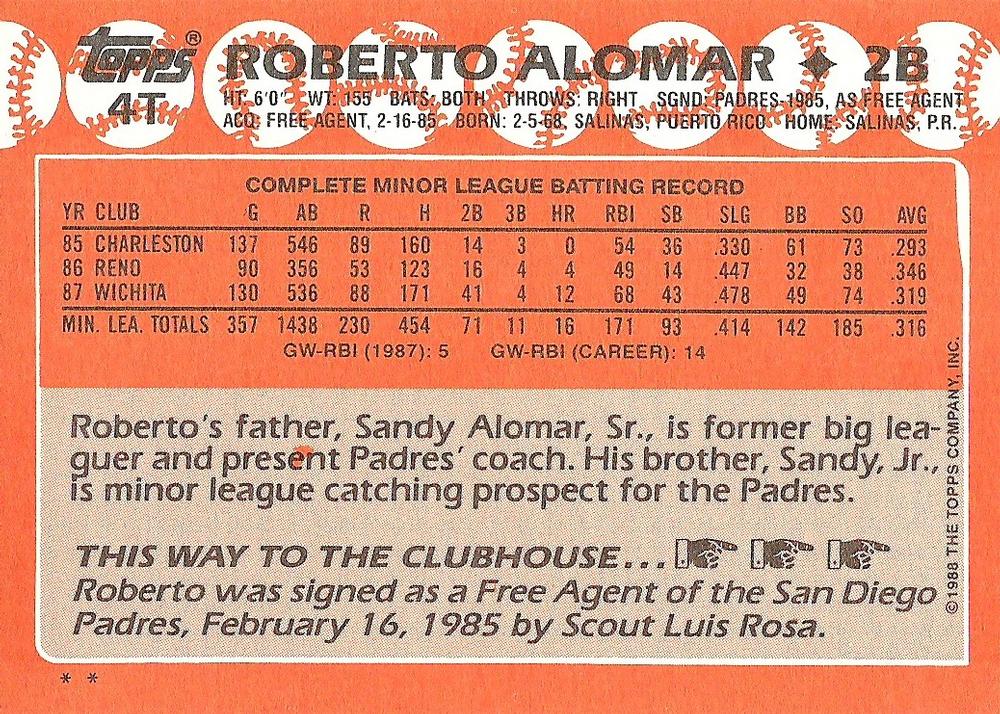 topps® ROBERTO ALOMAR ♦ 2B
4T
HT: 6'0" WT: 155 BATS: BOTH THROWS: RIGHT SGND: PADRES-1985, AS FREE AGENT
ACQ: FREE AGENT, 2-16-85 BORN: 2-5-68, SALINAS, PUERTO RICO HOME: SALINAS, P.R.
COMPLETE MINOR LEAGUE BATTING RECORD
YR CLUB G AB R H 2B 3B HR RBI SB SLG BB SO AVG
85 CHARLESTON 137 546 89 160 14 3 0 54 36 .330 61 73 .293
86 RENO 90 356 53 123 16 4 4 49 14 .447 32 38 .346
87 WICHITA 130 536 88 171 41 4 12 68 43 .478 49 74 .319
MIN. LEA. TOTALS 357 1438 230 454 71 11 16 171 93 .414 142 185 .316
GW-RBI (1987): 5 GW-RBI (CAREER): 14
Roberto's father, Sandy Alomar, Sr., is former big lea-
guer and present Padres' coach. His brother, Sandy, Jr.,
is minor league catching prospect for the Padres.
THIS WAY TO THE CLUBHOUSE...
Roberto was signed as a Free Agent of the San Diego
Padres, February 16, 1985 by Scout Luis Rosa.
©1988 THE TOPPS COMPANY, INC.
* *